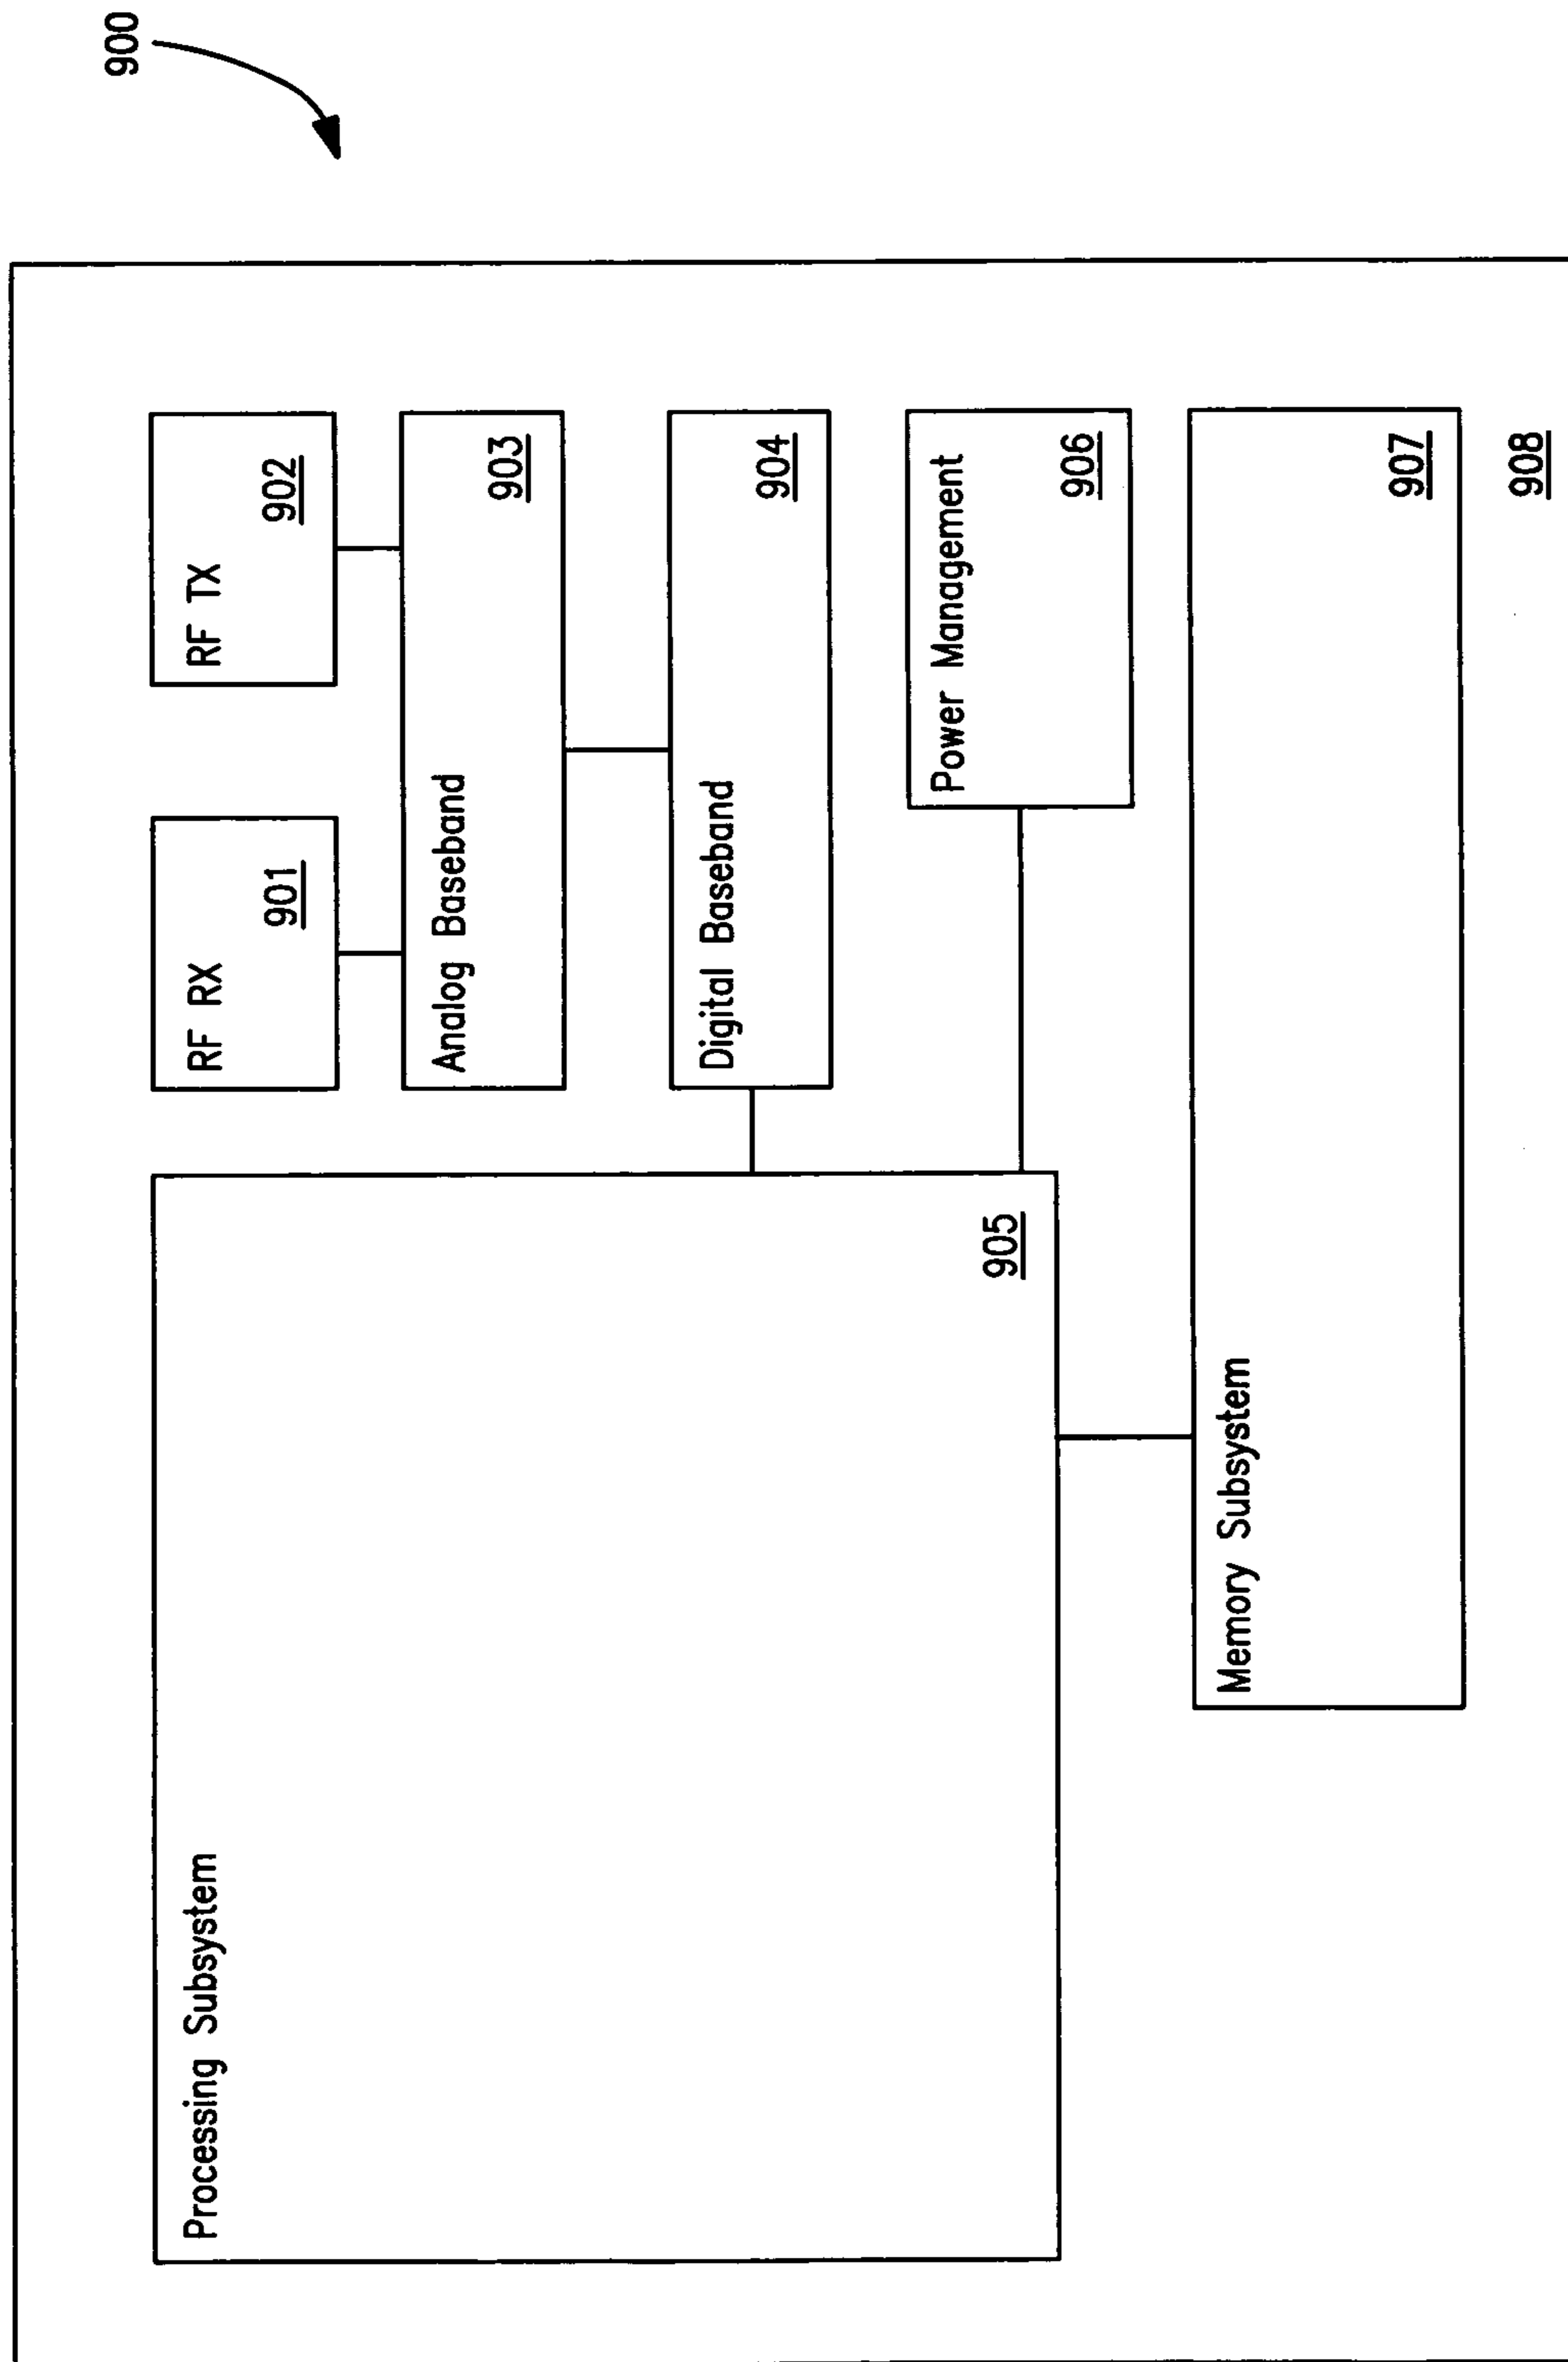 900
Processing Subsystem
905
RF RX
901
RF TX
902
Analog Baseband
903
Digital Baseband
904
Power Management
906
Memory Subsystem
907
908